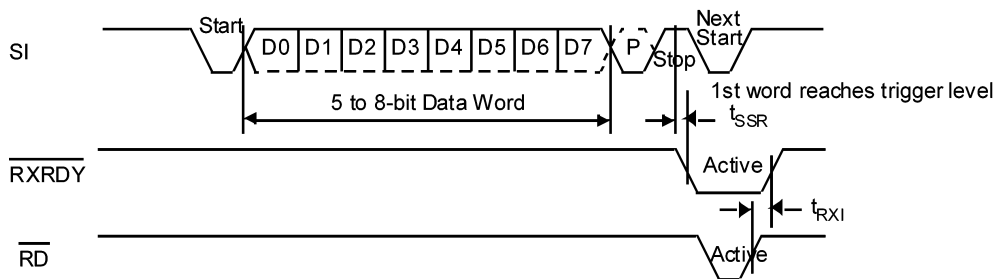 Start
Next
Start
SI
D0 D1 D2 D3 D4 D5 D6 D7 P Stop
5 to 8-bit Data Word
1st word reaches trigger level
tSSR
RXRDY
Active
tRXI
RD
Active